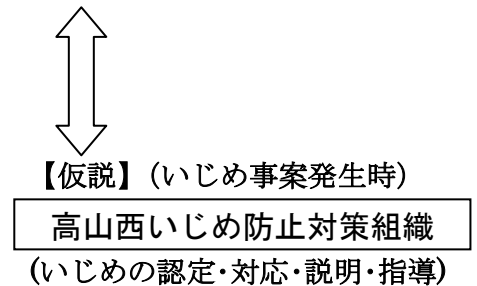 【仮説】(いじめ事案発生時)
高山西いじめ防止対策組織
(いじめの認定・対応・説明・指導)